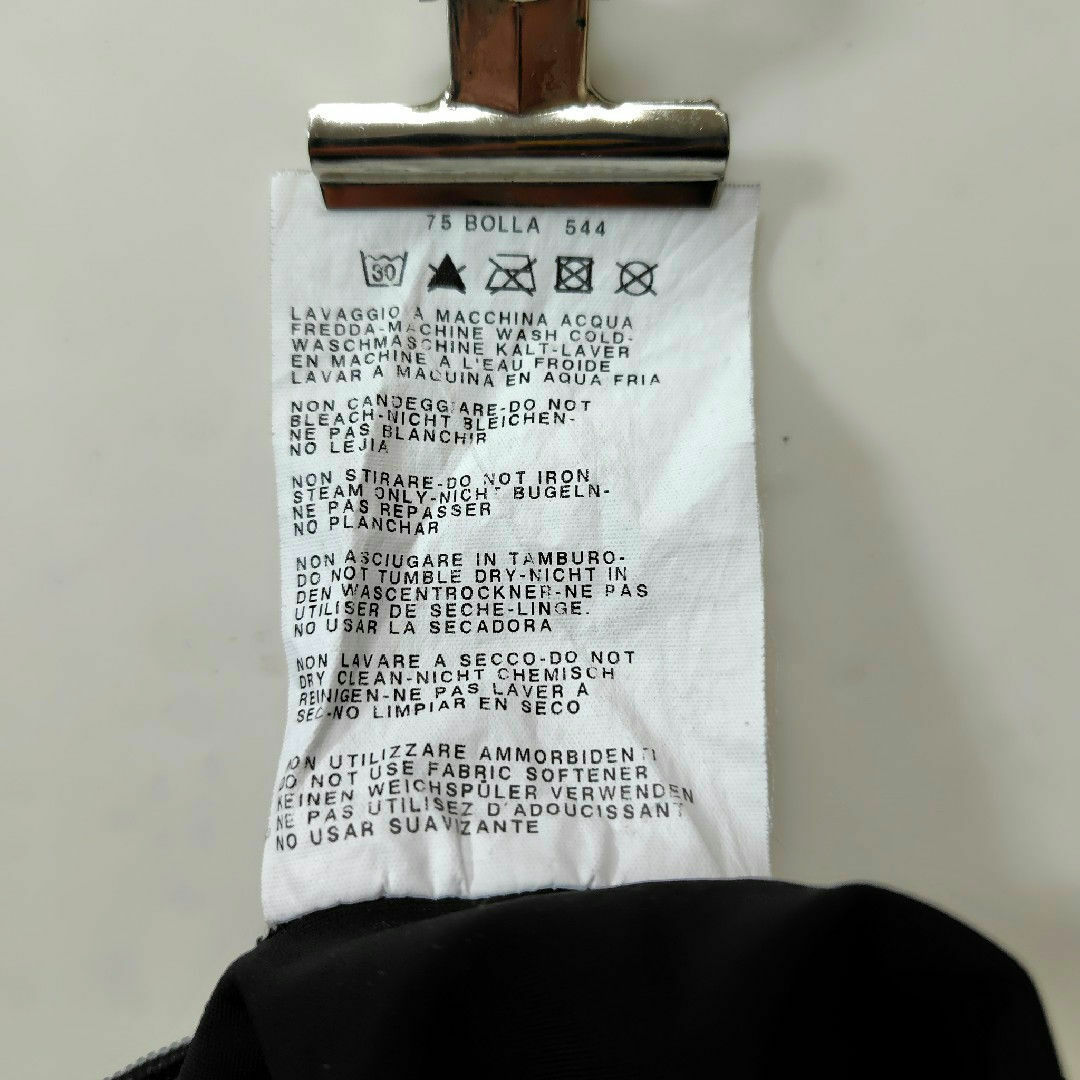 75 BOLLA 544
30
LAVAGGIO A MACCHINA ACQUA
FREDDA-MACHINE WASH COLD-
WASCHMASCHINE KALT-LAVER
EN MACHINE A L'EAU FROIDE
LAVAR A MAQUINA EN AQUA FRIA
NON CANDEGGIARE-DO NOT
BLEACH-NICHT BLEICHEN-
NE PAS BLANCHIR
NO LEJIA
NON STIRARE-DO NOT IRON
STEAM ONLY-NICHT BUGELN-
NE PAS REPASSER
NO PLANCHAR
NON ASCIUGARE IN TAMBURO-
DO NOT TUMBLE DRY-NICHT IN
DEN WASCENTROCKNER-NE PAS
UTILISER DE SECHE-LINGE.
NO USAR LA SECADORA
NON LAVARE A SECCO-DO NOT
DRY CLEAN-NICHT CHEMISCH
REINIGEN-NE PAS LAVER A
SEC-NO LIMPIAR EN SECO
NON UTILIZZARE AMMORBIDENTI
DO NOT USE FABRIC SOFTENER
KEINEN WEICHSPÜLER VERWENDEN
NE PAS UTILISEZ D'ADOUCISSANT
NO USAR SUAVIZANTE